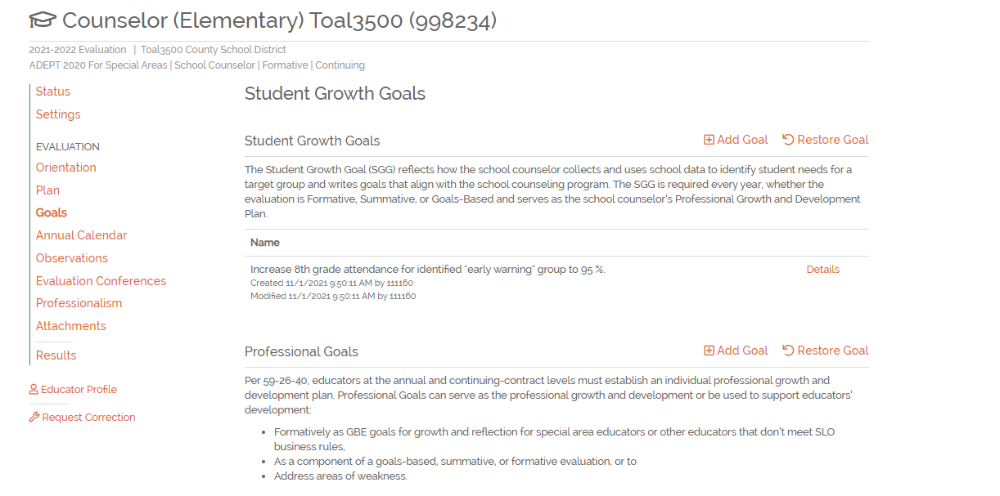 Counselor (Elementary) Toal3500 (998234)
2021-2022 Evaluation | Toal3500 County School District
ADEPT 2020 For Special Areas | School Counselor | Formative | Continuing
Status
Settings
EVALUATION
Orientation
Plan
Goals
Annual Calendar
Observations
Evaluation Conferences
Professionalism
Attachments
Results
Educator Profile
Request Correction
Student Growth Goals
Student Growth Goals
Add Goal Restore Goal
The Student Growth Goal (SGG) reflects how the school counselor collects and uses school data to identify student needs for a
target group and writes goals that align with the school counseling program. The SGG is required every year, whether the
evaluation is Formative, Summative, or Goals-Based and serves as the school counselor's Professional Growth and Development
Plan.
Name
Increase 8th grade attendance for identified "early warning" group to 95 %. Details
Created 11/1/2021 9:50:11 AM by 111160
Modified 11/1/2021 9:50:11 AM by 111160
Professional Goals
Add Goal Restore Goal
Per 59-26-40, educators at the annual and continuing-contract levels must establish an individual professional growth and
development plan. Professional Goals can serve as the professional growth and development or be used to support educators'
development:
• Formatively as GBE goals for growth and reflection for special area educators or other educators that don't meet SLO
business rules,
• As a component of a goals-based, summative, or formative evaluation, or to
• Address areas of weakness.